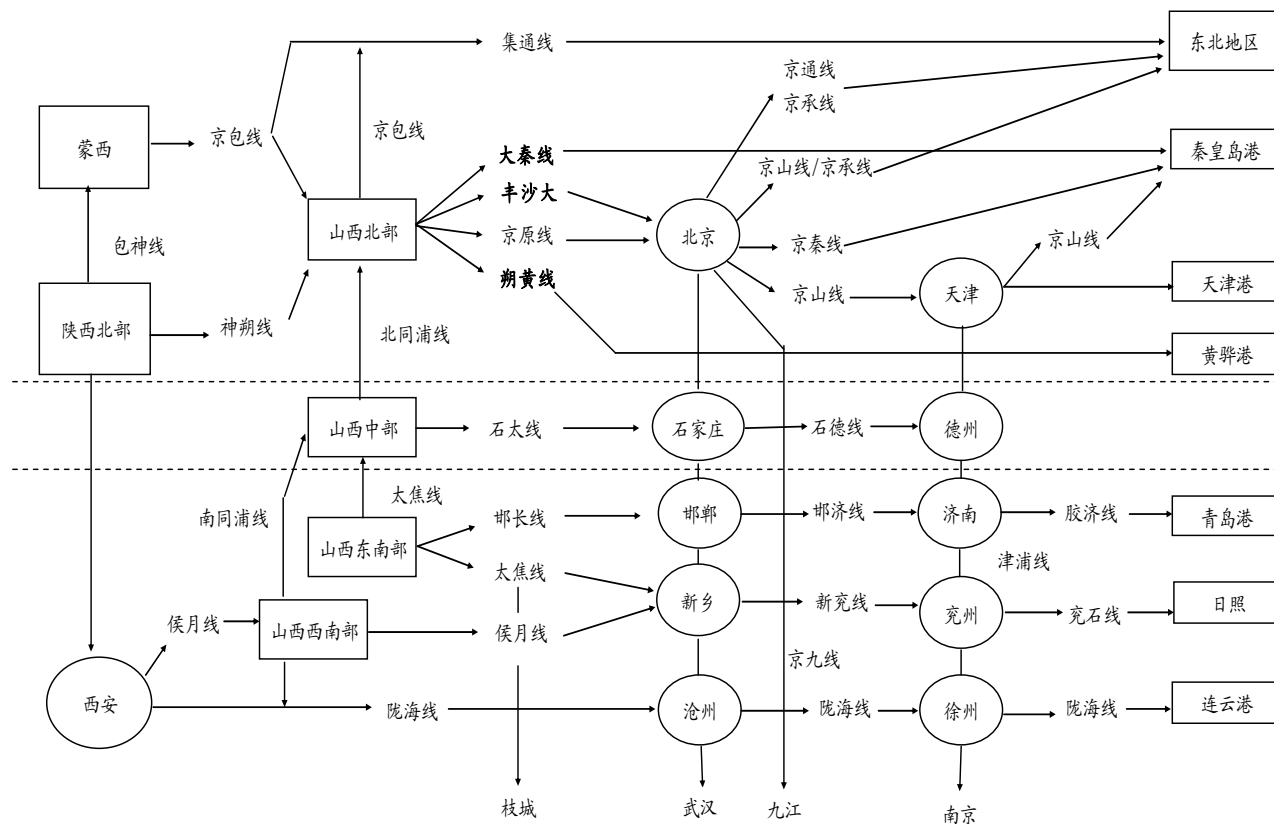 集通线
东北地区
京通线
京承线
京包线
京包线
蒙西
大秦线
京山线/京承线
秦皇岛港
丰沙大
山西北部
京原线
北京
京秦线
京山线
包神线
朔黄线
京山线
天津
天津港
陕西北部
神朔线
北同浦线
黄骅港
山西中部
石太线
石家庄
石德线
德州
太焦线
南同浦线
邯长线
邯郸
邯济线
济南
胶济线
青岛港
山西东南部
津浦线
太焦线
新乡
新兖线
兖州
兖石线
日照
侯月线
山西西南部
侯月线
京九线
西安
陇海线
沧州
陇海线
徐州
陇海线
连云港
枝城
武汉
九江
南京